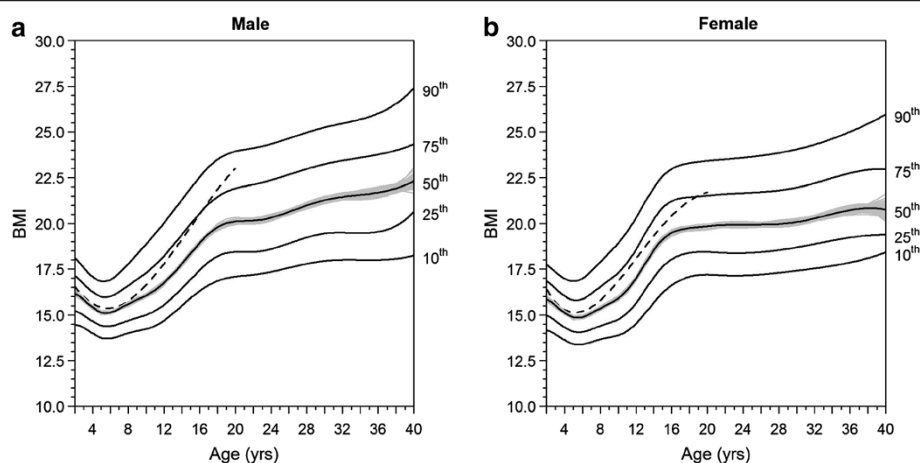 a
Male
30.0
27.5
25.0
22.5
20.0
17.5
15.0
12.5
10.0
BMI
90th
75th
50th
25th
10th
4 8 12 16 20 24 28 32 36 40
Age (yrs)
b
Female
30.0
27.5
25.0
22.5
20.0
17.5
15.0
12.5
10.0
BMI
90th
75th
50th
25th
10th
4 8 12 16 20 24 28 32 36 40
Age (yrs)